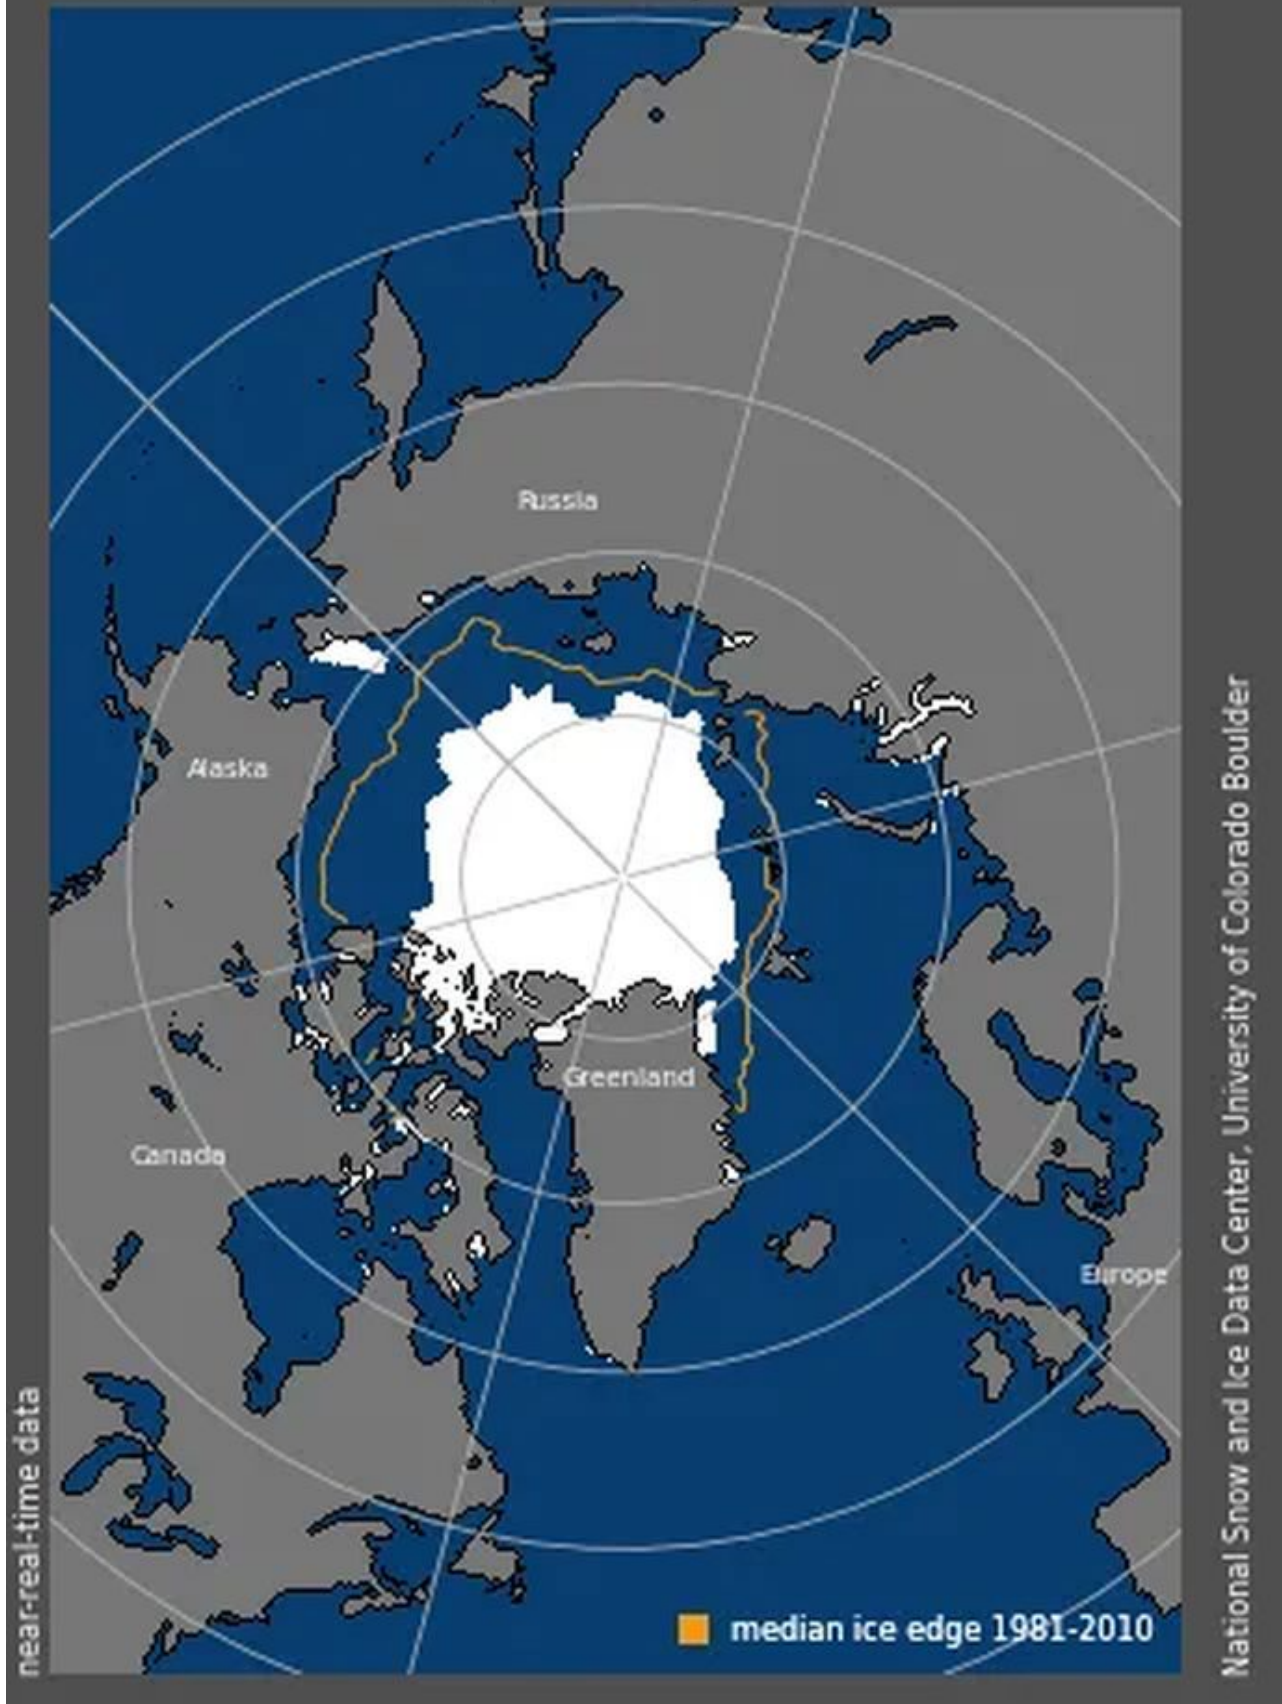 Russia
Alaska
Greenland
Canada
Europe
median ice edge 1981-2010
near-real-time data
National Snow and Ice Data Center, University of Colorado Boulder